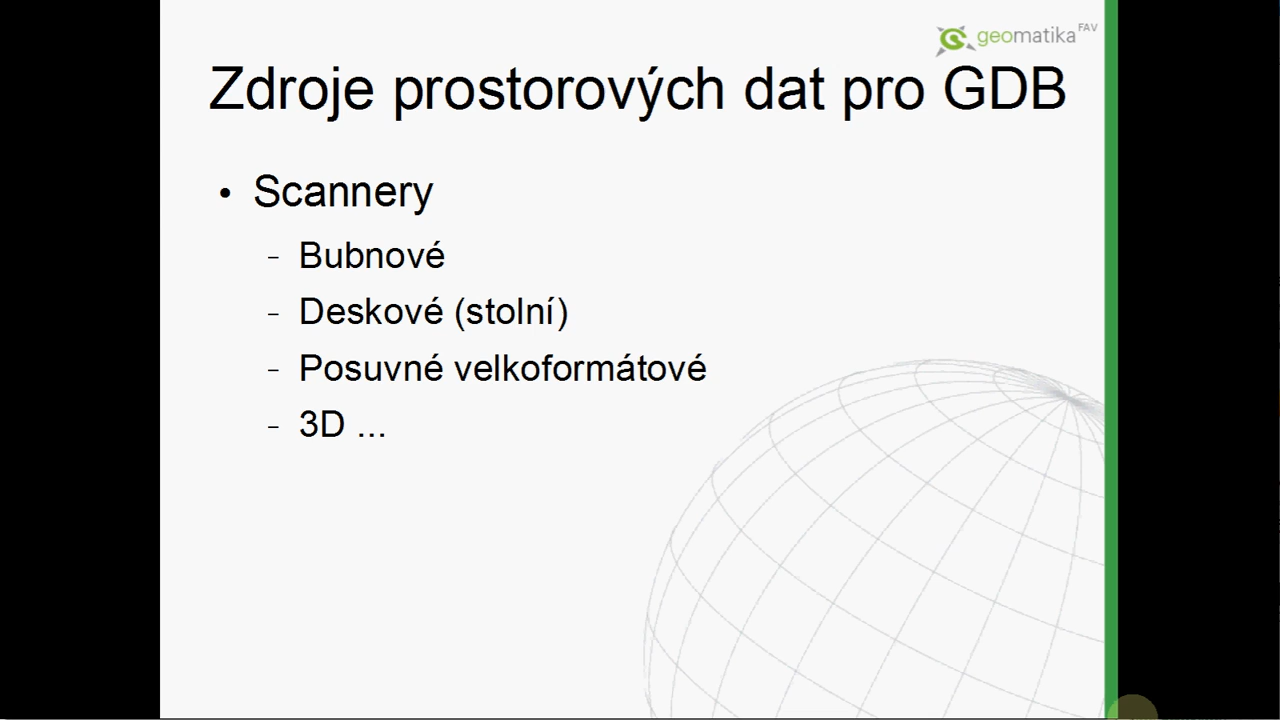 geomatika FAV
Zdroje prostorových dat pro GDB
• Scannery
- Bubnové
- Deskové (stolní)
- Posuvné velkoformátové
- 3D ...